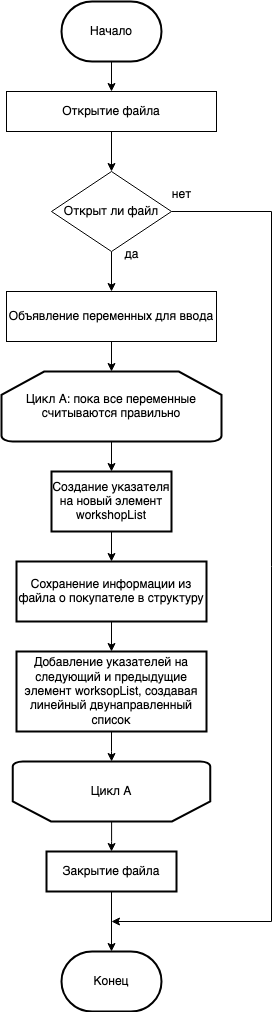 Начало
Открытие файла
Открыт ли файл
нет
да
Объявление переменных для ввода
Цикл А: пока все переменные
считываются правильно
Создание указателя
на новый элемент
workshopList
Сохранение информации из
файла о покупателе в структуру
Добавление указателей на
следующий и предыдущие
элемент worksopList, создавая
линейный двунаправленный
список
Цикл А
Закрытие файла
Конец